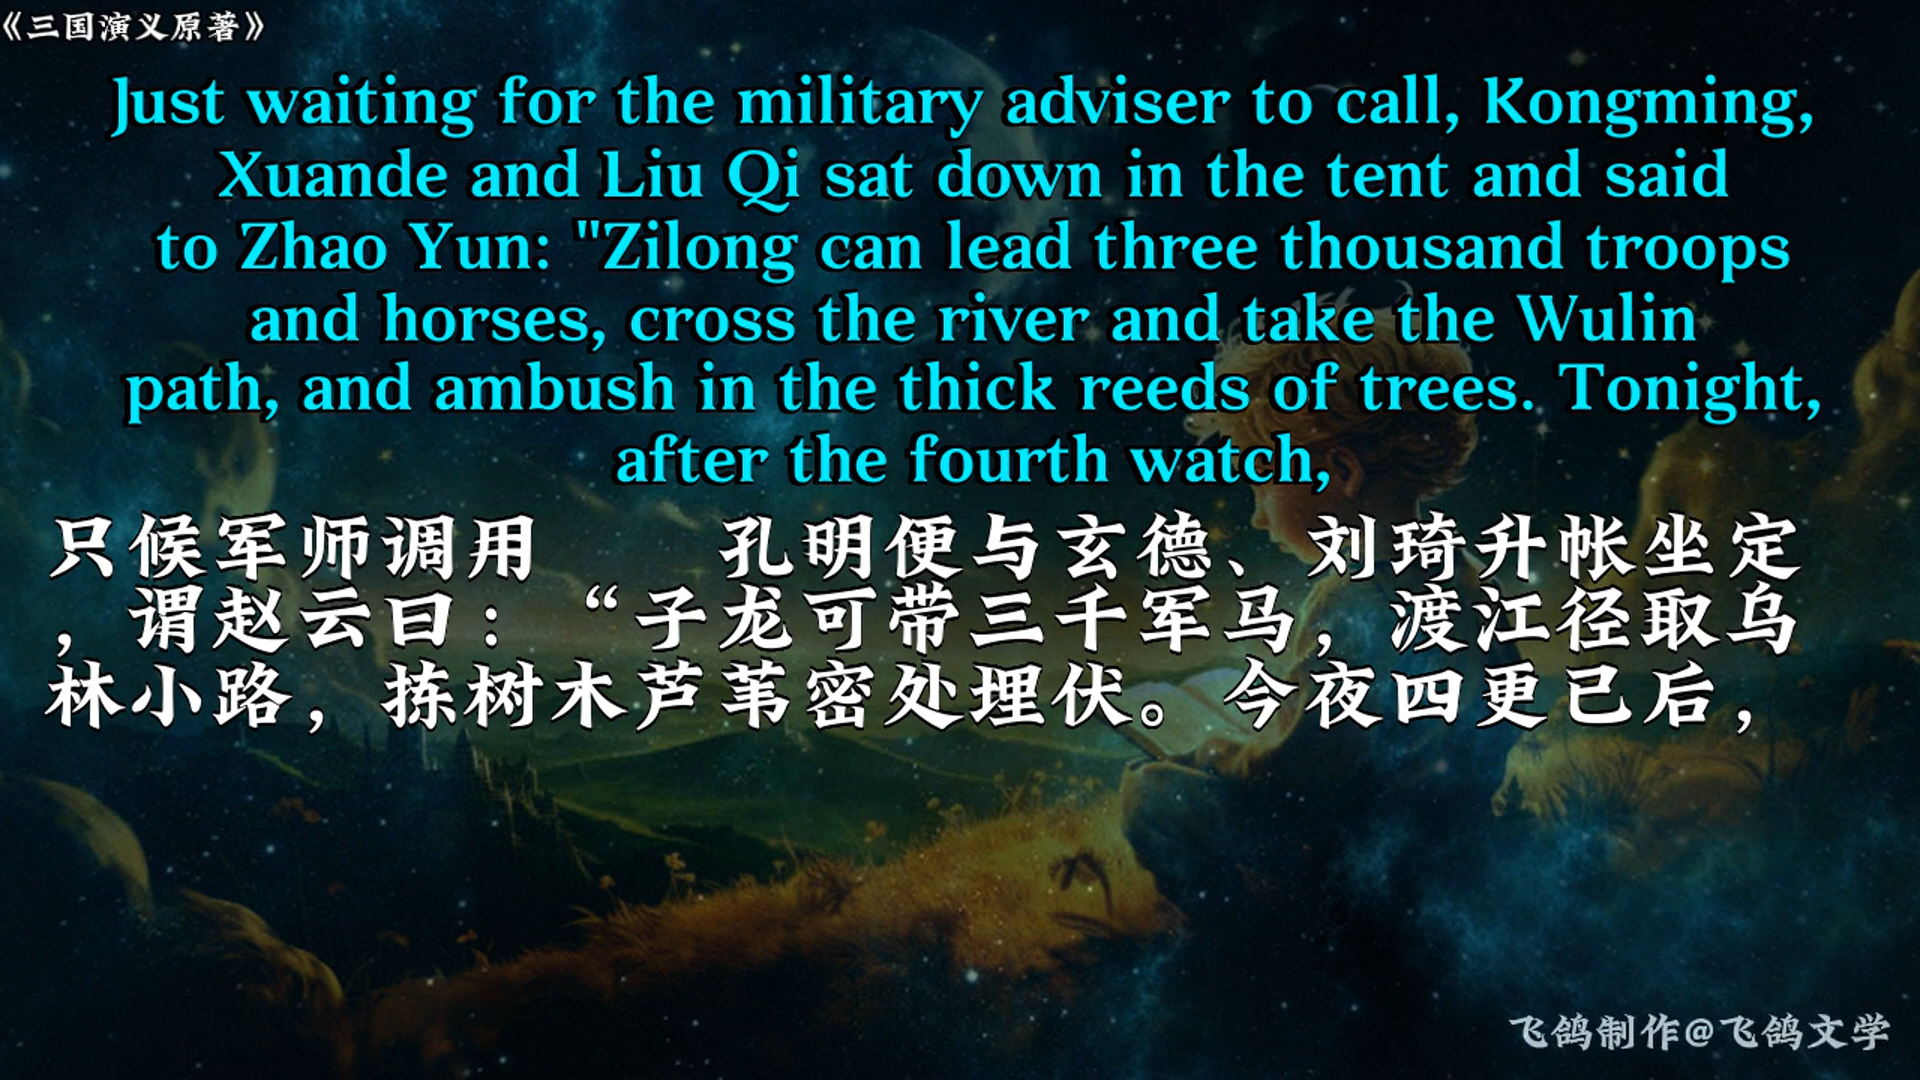 《三国演义原著》
Just waiting for the military adviser to call, Kongming,
Xuande and Liu Qi sat down in the tent and said
to Zhao Yun: "Zilong can lead three thousand troops
and horses, cross the river and take the Wulin
path, and ambush in the thick reeds of trees. Tonight,
after the fourth watch,
只候军师调用　　孔明便与玄德、刘琦升帐坐定
，谓赵云曰：“子龙可带三千军马，渡江径取乌
林小路，拣树木芦苇密处埋伏。今夜四更已后，
飞鸽制作@飞鸽文学